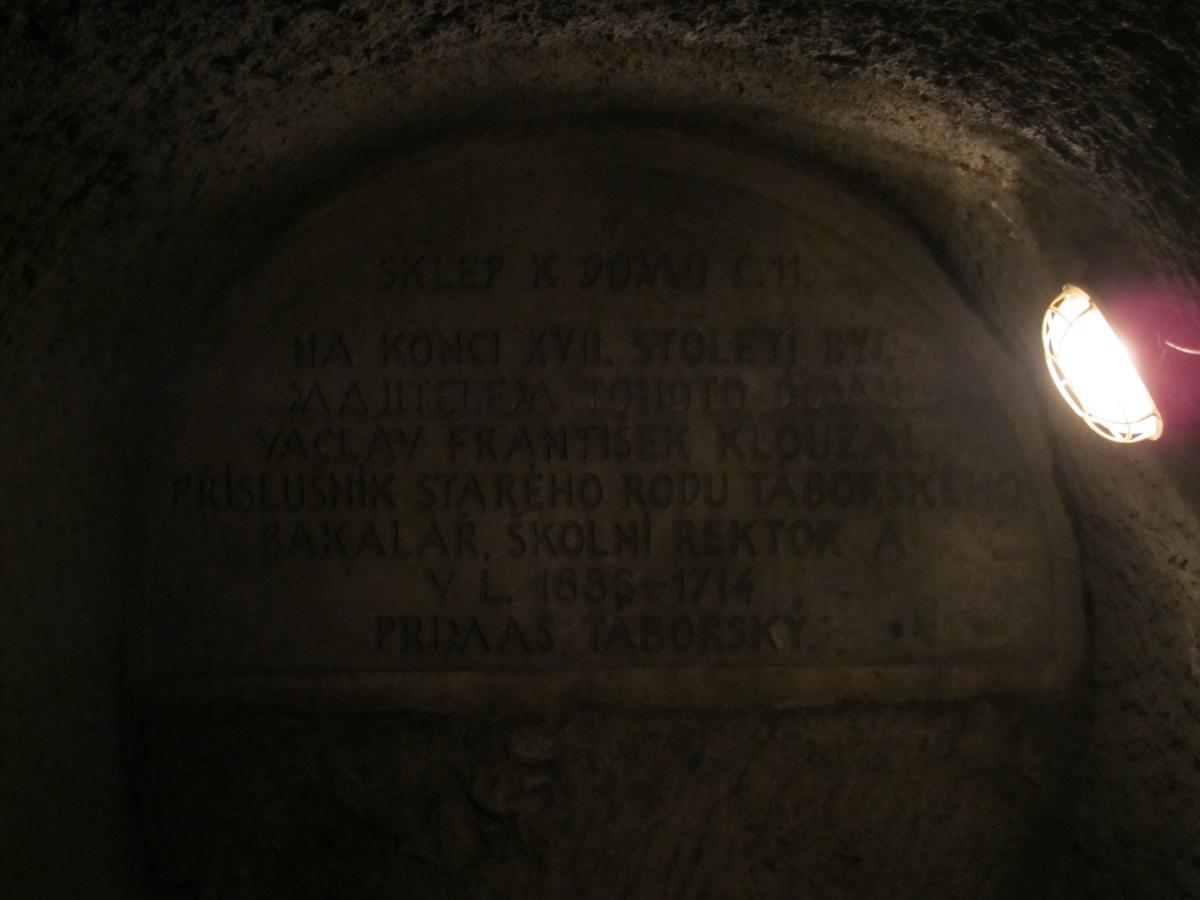 SKLEP K DOMU Č. 11.
NA KONCI XVII. STOLETÍ BYL
MAJITELEM TOHOTO DOMU
VÁCLAV FRANTIŠEK KLOUZAL,
PŘÍSLUŠNÍK STARÉHO RODU TÁBORSKÉHO
BAKALÁŘ, ŠKOLNÍ REKTOR A
V L. 1686-1714
PRIMAS TÁBORSKÝ.